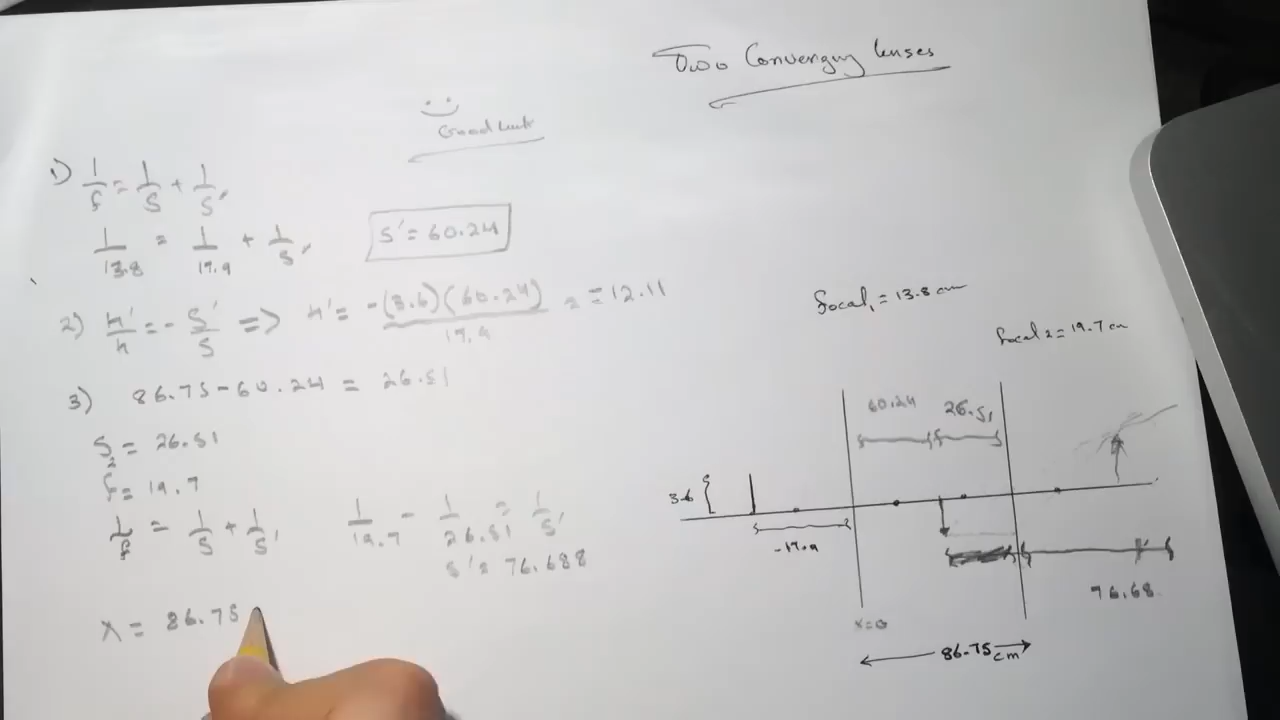 Two Converging lenses
Good luck
1) 1/f = 1/s + 1/s'
1/13.8 = 1/17.9 + 1/s'
s' = 60.24
2) h'/h = - s'/s => h' = -(3.6)(60.24)/17.9 = = 12.11
3) 86.75 - 60.24 = 26.51
S2 = 26.51
f = 19.7
1/f = 1/s + 1/s'
1/19.7 - 1/26.51 = 1/s'
s' = 76.688
x = 86.75
focal1 = 13.8 cm
focal2 = 19.7 cm
60.24
26.51
3.6
-17.9
76.68
x=0
86.75 cm